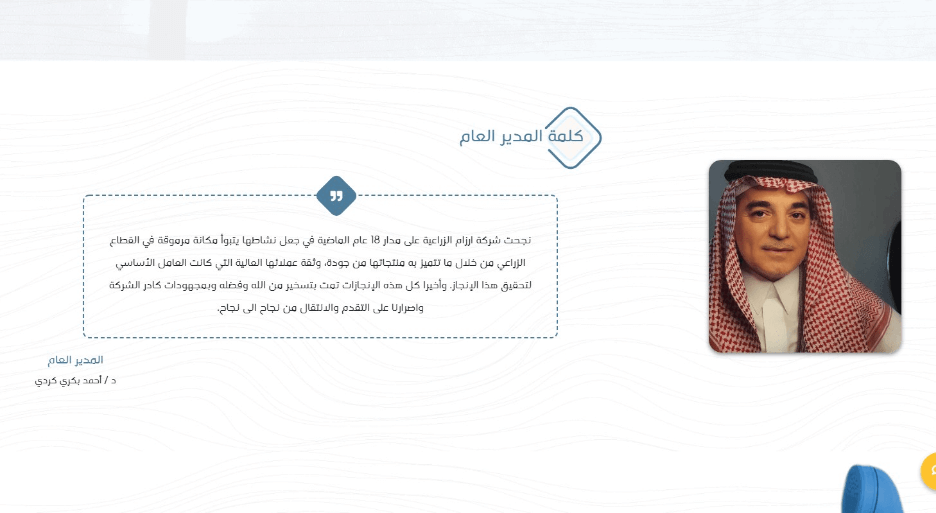 كلمة المدير العام
نجحت شركة ارزام الزراعية على مدار 18 عام الماضية في جعل نشاطها يتبوأ مكانة مرموقة في القطاع
الزراعي من خلال ما تتميز به منتجاتها من جودة، وثقة عملائها العالية التي كانت العامل الأساسي
لتحقيق هذا الإنجاز. وأخيرا كل هذه الإنجازات تمت بتسخير من الله وفضله وبمجهودات كادر الشركة
واصرارنا على التقدم والانتقال من نجاح الى نجاح.
المدير العام
د / أحمد بكري كردي